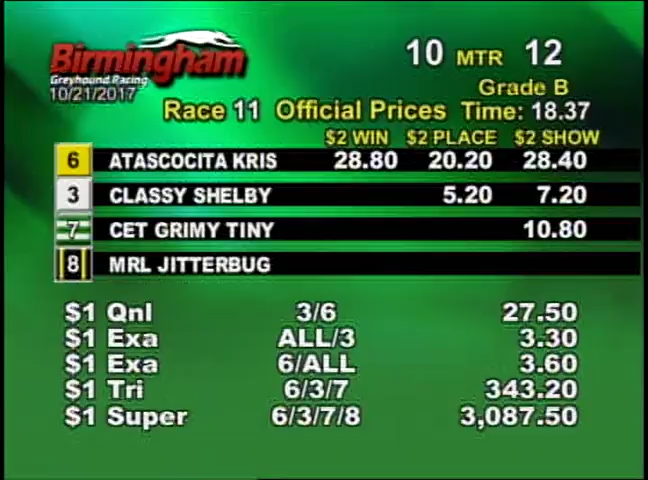 Birmingham
Greyhound Racing
10/21/2017
10 MTR 12
Grade B
Race 11 Official Prices Time: 18.37
$2 WIN $2 PLACE $2 SHOW
6 ATASCOCITA KRIS 28.80 20.20 28.40
3 CLASSY SHELBY 5.20 7.20
7 CET GRIMY TINY 10.80
8 MRL JITTERBUG
$1 Qnl 3/6 27.50
$1 Exa ALL/3 3.30
$1 Exa 6/ALL 3.60
$1 Tri 6/3/7 343.20
$1 Super 6/3/7/8 3,087.50